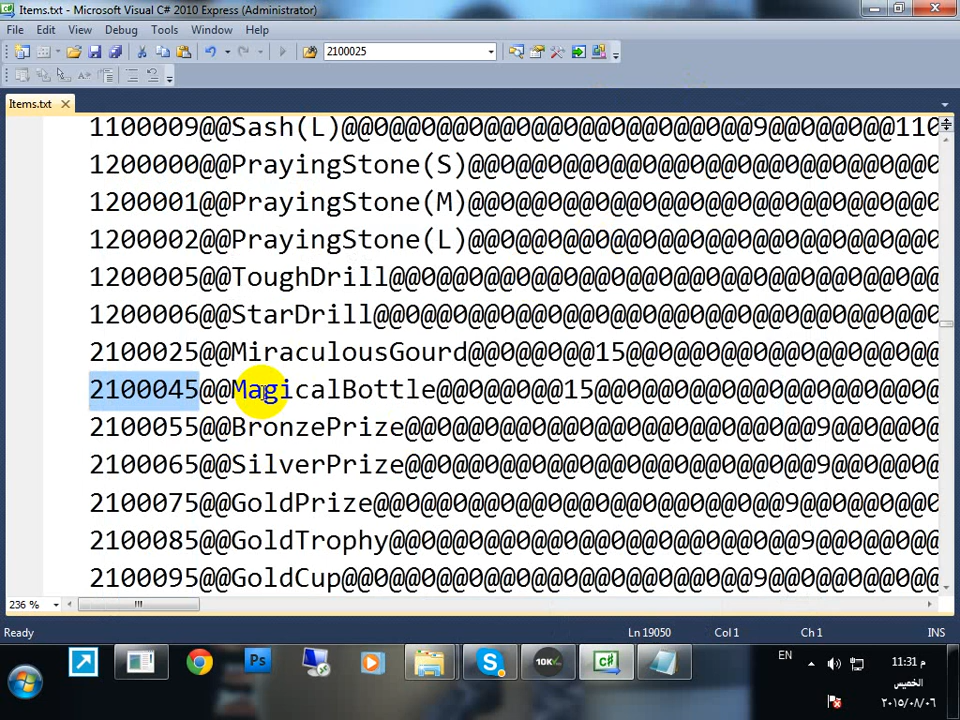 Items.txt - Microsoft Visual C# 2010 Express (Administrator)
File Edit View Debug Tools Window Help
2100025
Items.txt
1100009@@Sash(L)@@0@@0@@0@@0@@0@@0@@0@@0@@9@@0@@0@@110
1200000@@PrayingStone(S)@@0@@0@@0@@0@@0@@0@@0@@0@@0@@0
1200001@@PrayingStone(M)@@0@@0@@0@@0@@0@@0@@0@@0@@0@@0
1200002@@PrayingStone(L)@@0@@0@@0@@0@@0@@0@@0@@0@@0@@0
1200005@@ToughDrill@@0@@0@@0@@0@@0@@0@@0@@0@@0@@0@@0@
1200006@@StarDrill@@0@@0@@0@@0@@0@@0@@0@@0@@0@@0@@0@@
2100025@@MiraculousGourd@@0@@0@@15@@0@@0@@0@@0@@0@@0@
2100045@@MagicalBottle@@0@@0@@15@@0@@0@@0@@0@@0@@0@@0@
2100055@@BronzePrize@@0@@0@@0@@0@@0@@0@@0@@0@@9@@0@@0@
2100065@@SilverPrize@@0@@0@@0@@0@@0@@0@@0@@0@@9@@0@@0@
2100075@@GoldPrize@@0@@0@@0@@0@@0@@0@@0@@0@@9@@0@@0@@0
2100085@@GoldTrophy@@0@@0@@0@@0@@0@@0@@0@@0@@9@@0@@0@@
2100095@@GoldCup@@0@@0@@0@@0@@0@@0@@0@@0@@9@@0@@0@@0@
236 %
Ready Ln 19050 Col 1 Ch 1 INS
Ps 10K C# EN
11:31 م
الخميس
٢٠١٥/٠٨/٠٦